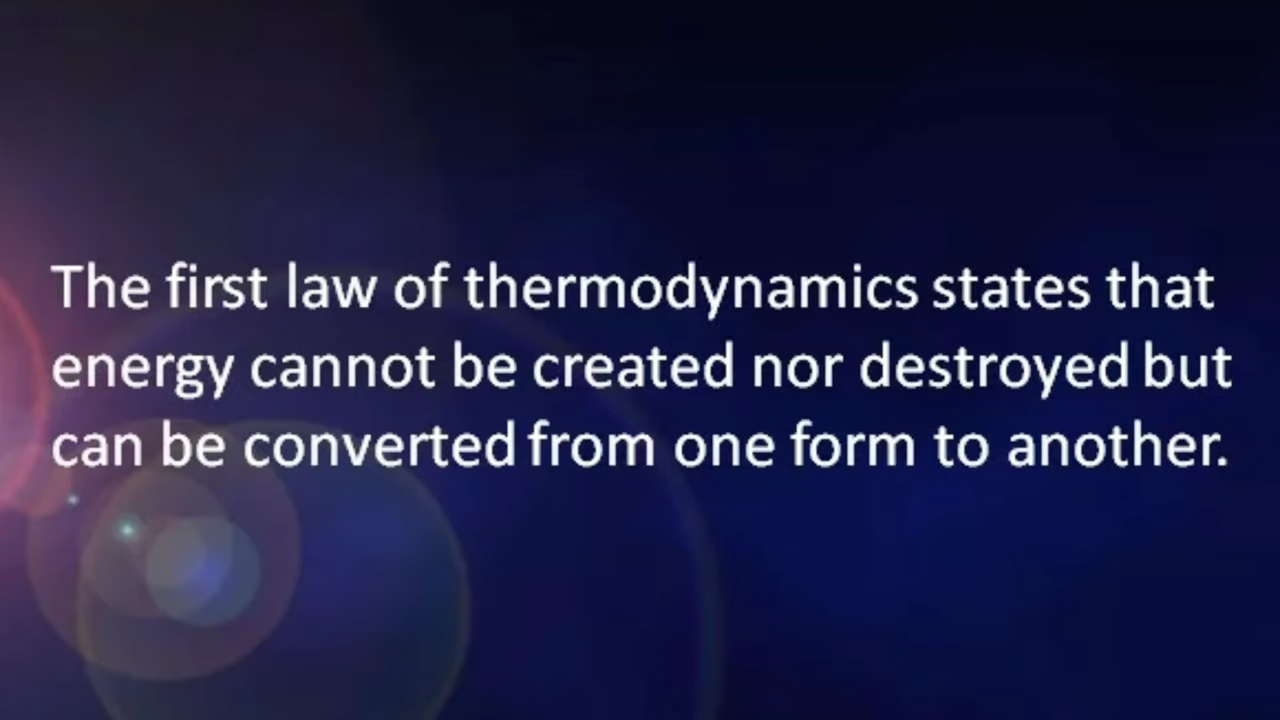 The first law of thermodynamics states that
energy cannot be created nor destroyed but
can be converted from one form to another.